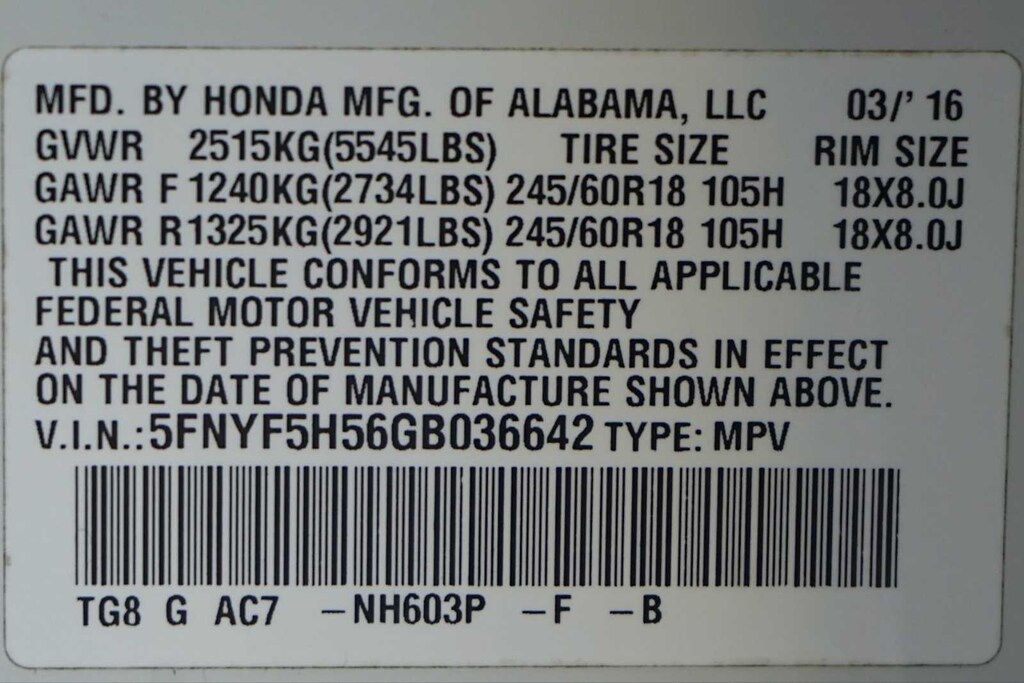 MFD. BY HONDA MFG. OF ALABAMA, LLC 03/' 16
GVWR 2515KG(5545LBS) TIRE SIZE RIM SIZE
GAWR F 1240KG(2734LBS) 245/60R18 105H 18X8.0J
GAWR R1325KG(2921LBS) 245/60R18 105H 18X8.0J
THIS VEHICLE CONFORMS TO ALL APPLICABLE
FEDERAL MOTOR VEHICLE SAFETY
AND THEFT PREVENTION STANDARDS IN EFFECT
ON THE DATE OF MANUFACTURE SHOWN ABOVE.
V.I.N.:5FNYF5H56GB036642 TYPE: MPV
TG8 G AC7 –NH603P –F –B